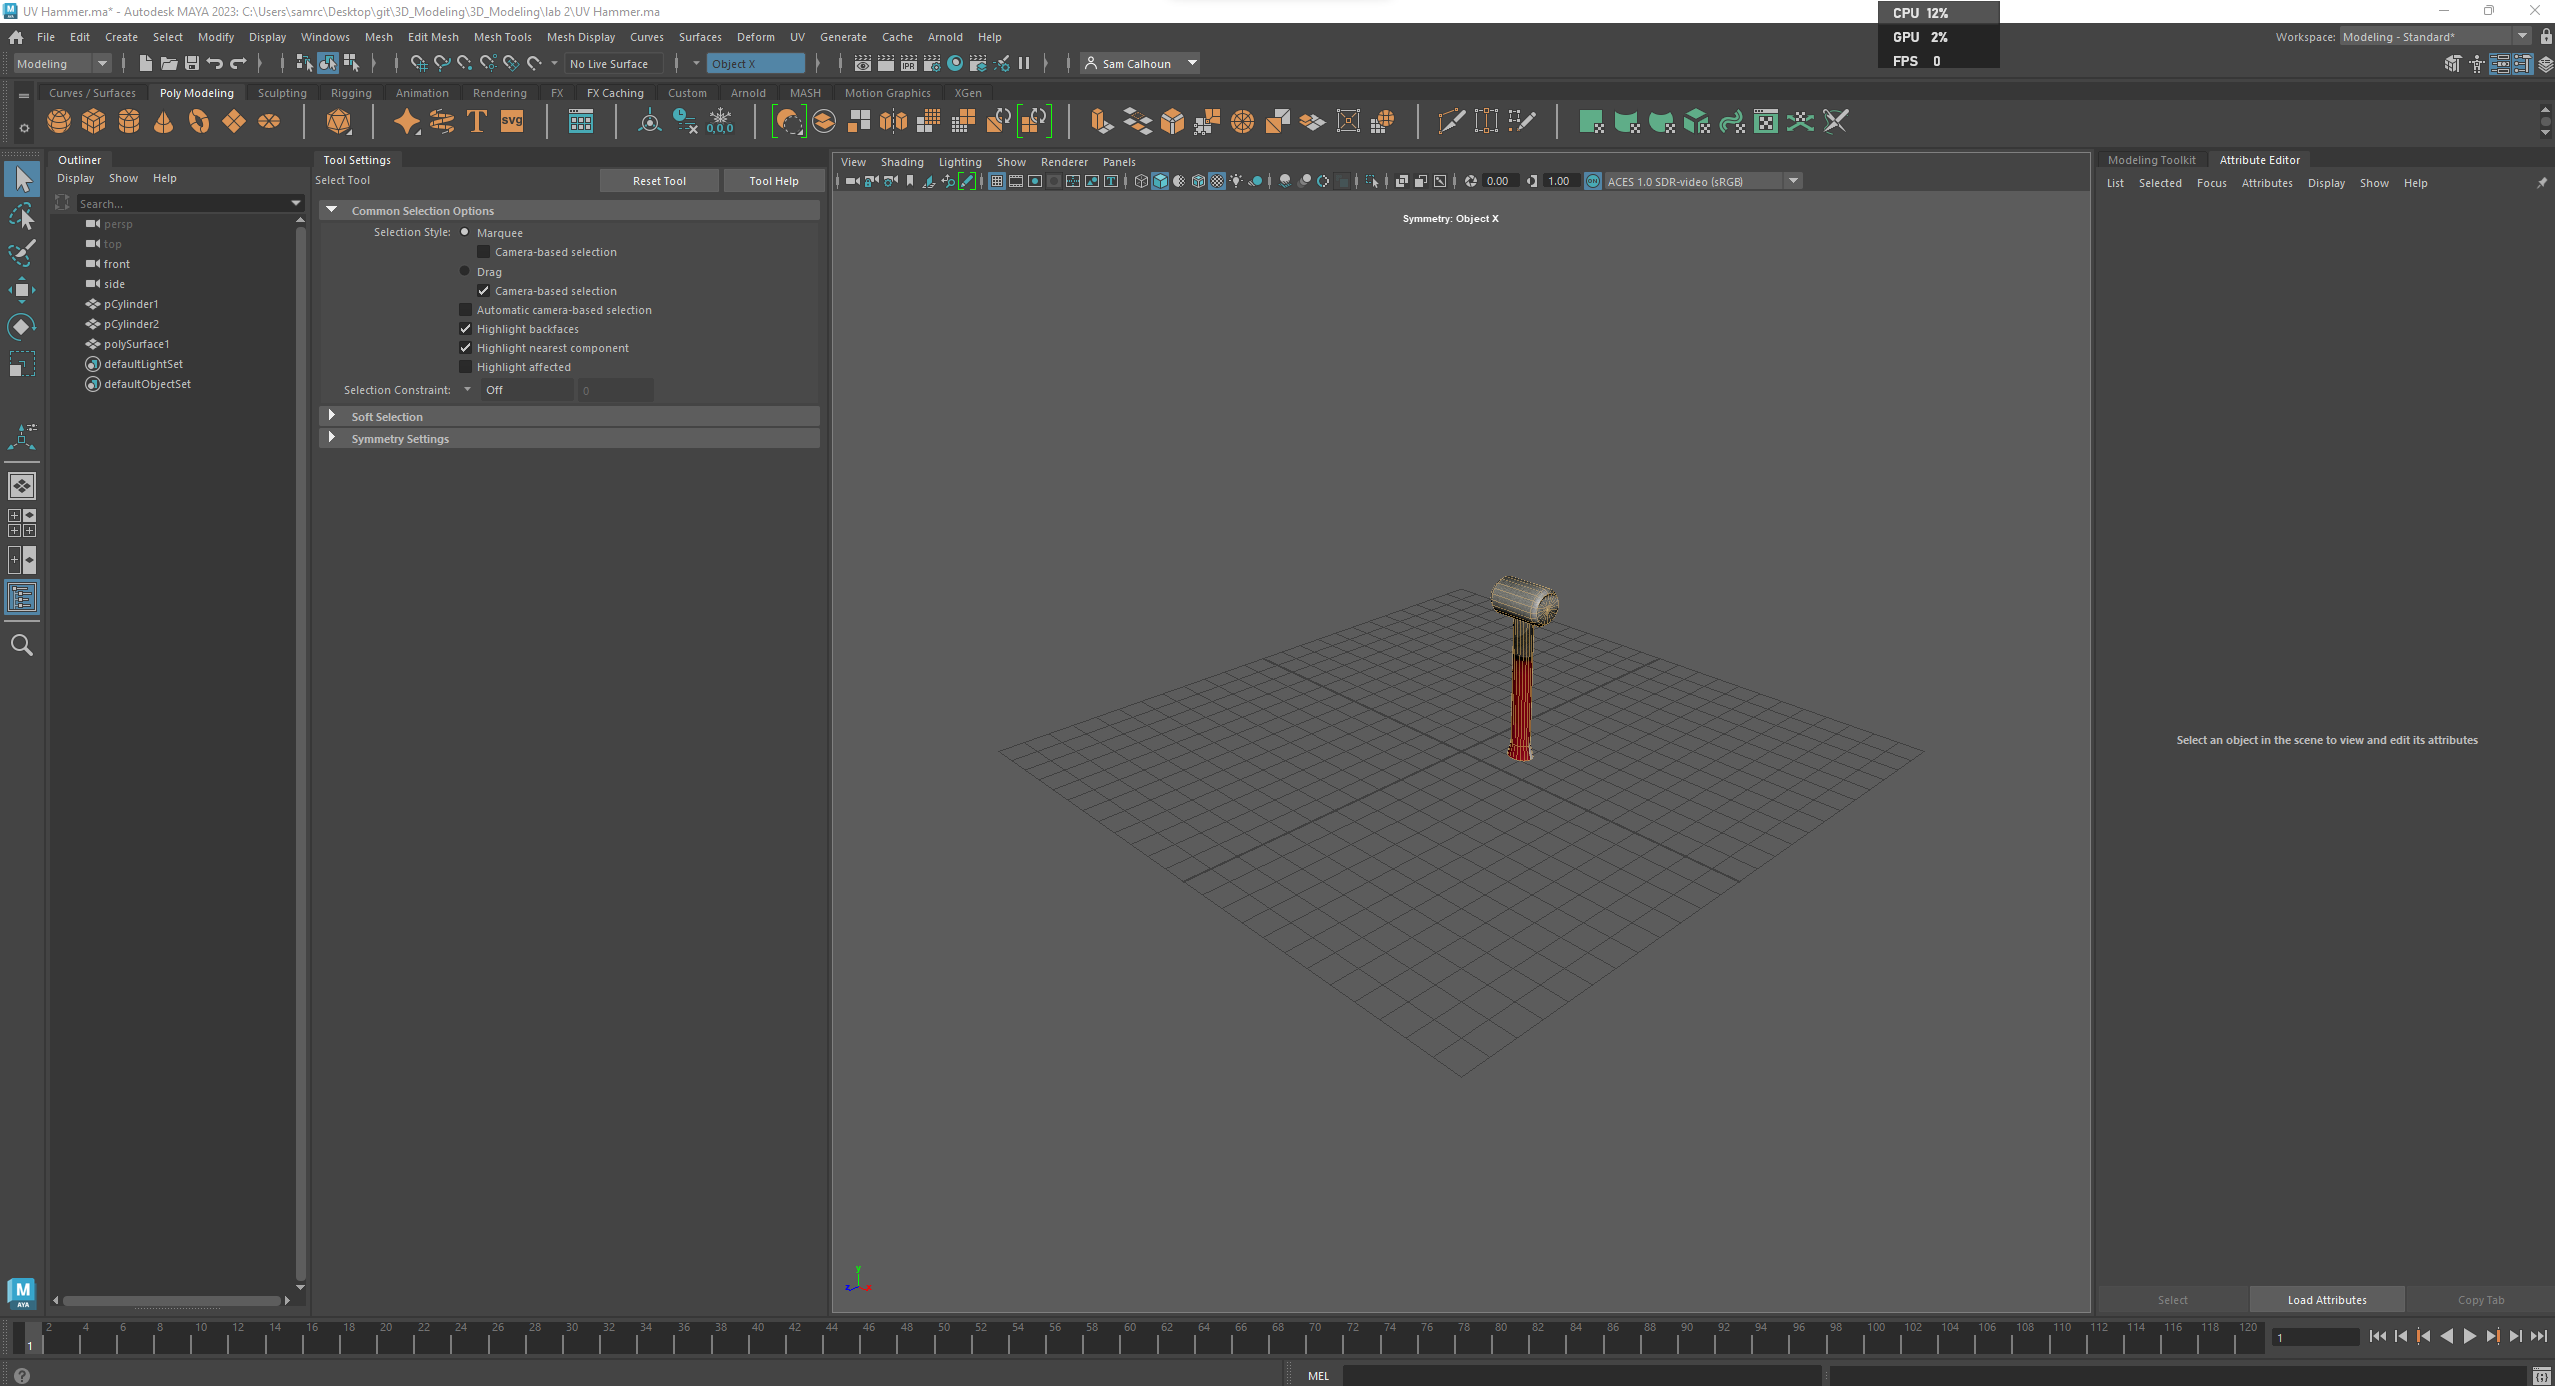 UV Hammer.ma* - Autodesk MAYA 2023: C:\Users\samrc\Desktop\git\3D_Modeling\3D_Modeling\lab 2\UV Hammer.ma
CPU 12%
GPU 2%
FPS 0
File Edit Create Select Modify Display Windows Mesh Edit Mesh Mesh Tools Mesh Display Curves Surfaces Deform UV Generate Cache Arnold Help
Workspace: Modeling - Standard*
Modeling No Live Surface Object X IPR Sam Calhoun
Curves / Surfaces Poly Modeling Sculpting Rigging Animation Rendering FX FX Caching Custom Arnold MASH Motion Graphics XGen
T SVG 0,0,0
Outliner
Display Show Help
Search...
persp
top
front
side
pCylinder1
pCylinder2
polySurface1
defaultLightSet
defaultObjectSet
Tool Settings
Select Tool Reset Tool Tool Help
Common Selection Options
Selection Style: Marquee
Camera-based selection
Drag
Camera-based selection
Automatic camera-based selection
Highlight backfaces
Highlight nearest component
Highlight affected
Selection Constraint: Off 0
Soft Selection
Symmetry Settings
View Shading Lighting Show Renderer Panels
0.00 1.00 ON ACES 1.0 SDR-video (sRGB)
Symmetry: Object X
y
z x
Modeling Toolkit Attribute Editor
List Selected Focus Attributes Display Show Help
Select an object in the scene to view and edit its attributes
Select Load Attributes Copy Tab
M
AYA
1 2 4 6 8 10 12 14 16 18 20 22 24 26 28 30 32 34 36 38 40 42 44 46 48 50 52 54 56 58 60 62 64 66 68 70 72 74 76 78 80 82 84 86 88 90 92 94 96 98 100 102 104 106 108 110 112 114 116 118 120 1
MEL